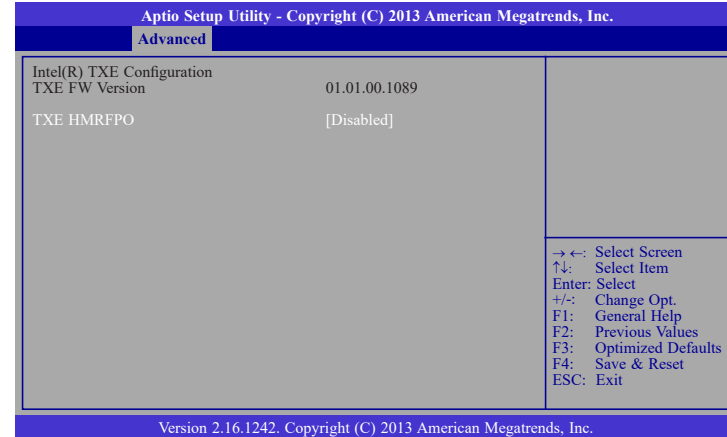 Aptio Setup Utility - Copyright (C) 2013 American Megatrends, Inc.
Advanced
Intel(R) TXE Configuration
TXE FW Version 01.01.00.1089
TXE HMRFPO [Disabled]
→ ←: Select Screen
↑↓: Select Item
Enter: Select
+/-: Change Opt.
F1: General Help
F2: Previous Values
F3: Optimized Defaults
F4: Save & Reset
ESC: Exit
Version 2.16.1242. Copyright (C) 2013 American Megatrends, Inc.